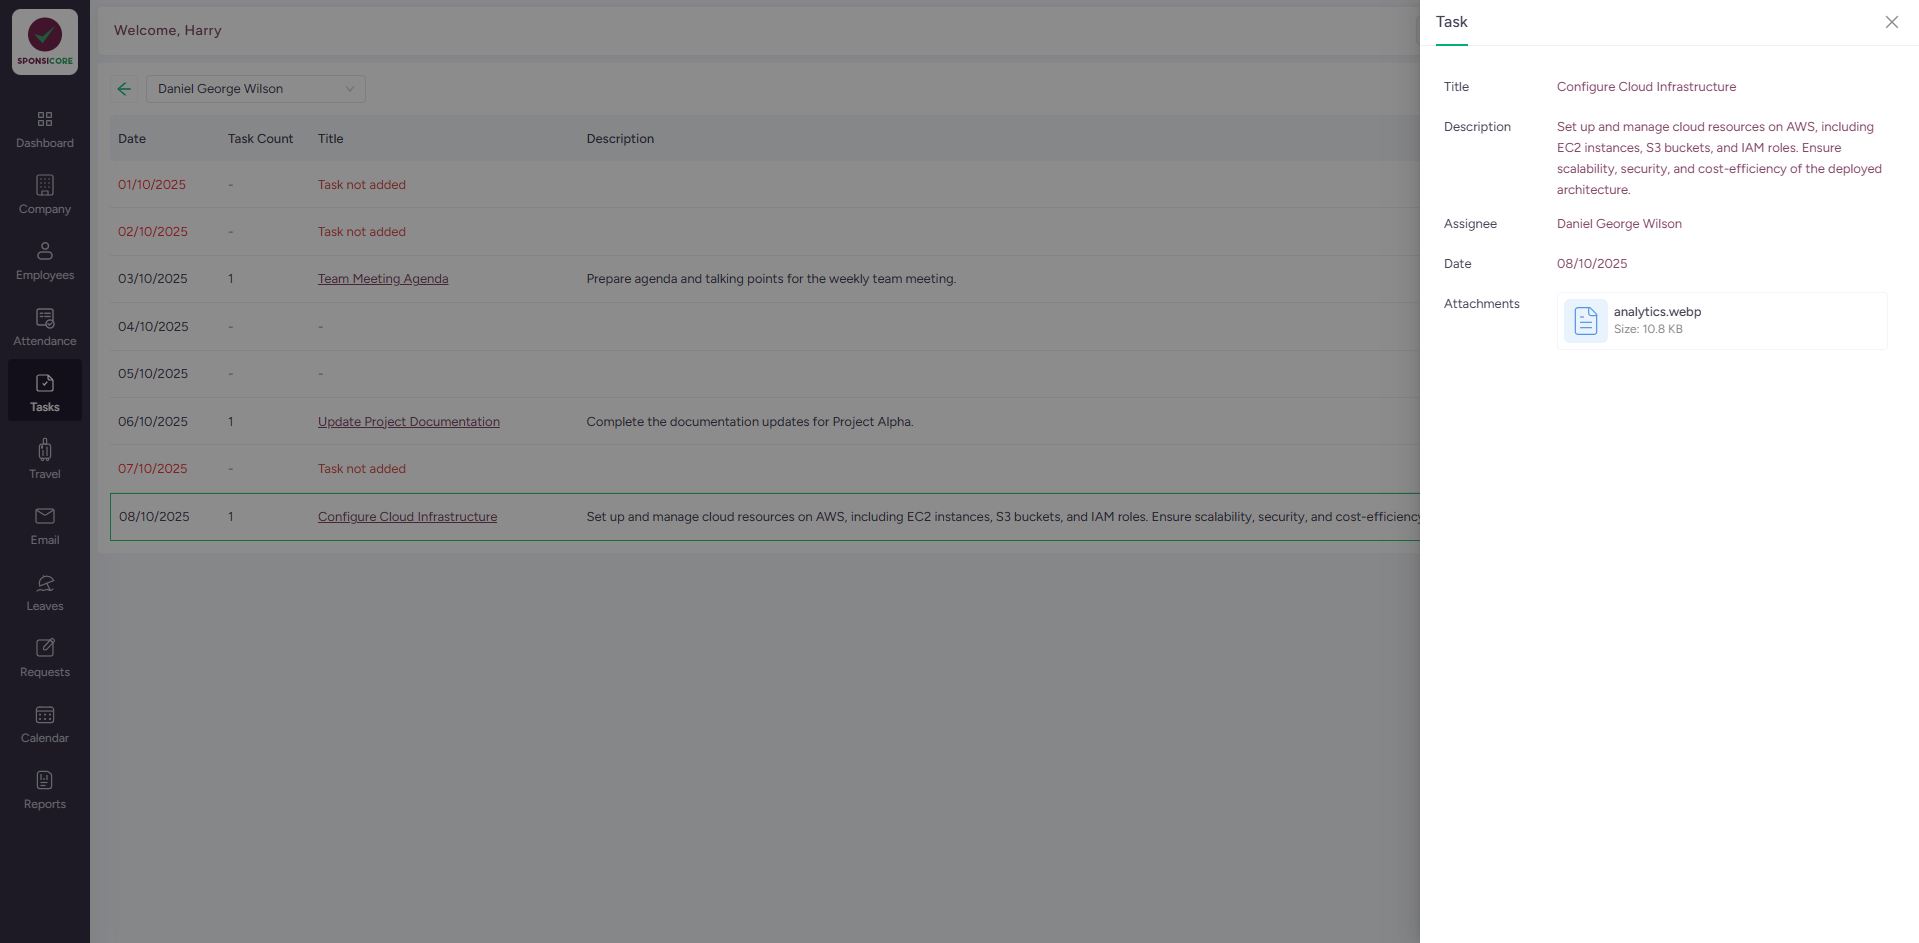 SPONSICORE
Dashboard
Company
Employees
Attendance
Tasks
Travel
Email
Leaves
Requests
Calendar
Reports
Welcome, Harry
Daniel George Wilson
Date Task Count Title Description
01/10/2025 - Task not added
02/10/2025 - Task not added
03/10/2025 1 Team Meeting Agenda Prepare agenda and talking points for the weekly team meeting.
04/10/2025 - -
05/10/2025 - -
06/10/2025 1 Update Project Documentation Complete the documentation updates for Project Alpha.
07/10/2025 - Task not added
08/10/2025 1 Configure Cloud Infrastructure Set up and manage cloud resources on AWS, including EC2 instances, S3 buckets, and IAM roles. Ensure scalability, security, and cost-efficiency
Task
Title Configure Cloud Infrastructure
Description Set up and manage cloud resources on AWS, including
EC2 instances, S3 buckets, and IAM roles. Ensure
scalability, security, and cost-efficiency of the deployed
architecture.
Assignee Daniel George Wilson
Date 08/10/2025
Attachments analytics.webp
Size: 10.8 KB